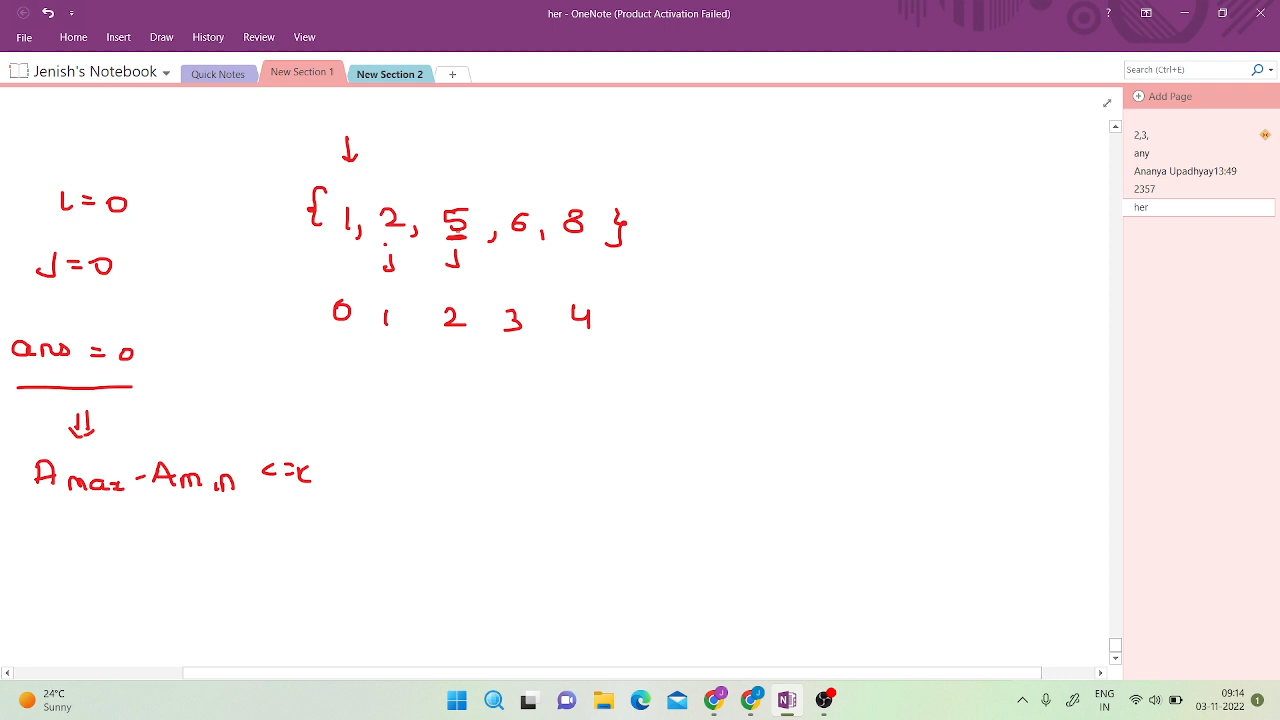 her - OneNote (Product Activation Failed)
File Home Insert Draw History Review View
Jenish's Notebook Quick Notes New Section 1 New Section 2
Search (Ctrl+E)
Add Page
2,3,
any
Ananya Upadhyay13:49
2357
her
i = 0
{ 1, 2, 5, 6, 8 }
j = 0
j j
0 1 2 3 4
ans = 0
Amax - Amin <=
24°C
Sunny
ENG
IN
09:14
03-11-2022
1